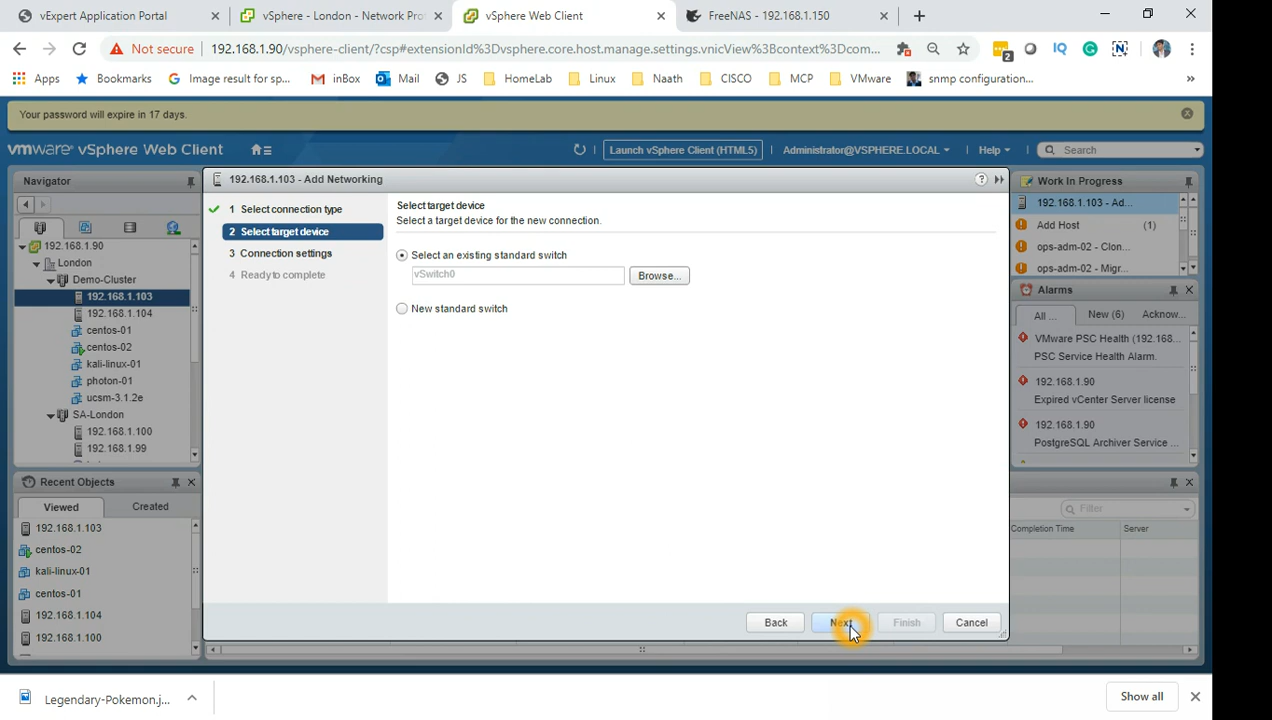 vExpert Application Portal
vSphere - London - Network Pro
vSphere Web Client
FreeNAS - 192.168.1.150
Not secure
192.168.1.90/vsphere-client/?csp#extensionId%3Dvsphere.core.host.manage.settings.vnicView%3Bcontext%3Dcom...
2
Apps
Bookmarks
Image result for sp...
inBox
Mail
JS
HomeLab
Linux
Naath
CISCO
MCP
VMware
snmp configuration...
»
Your password will expire in 17 days.
vmware® vSphere Web Client
Launch vSphere Client (HTML5)
Administrator@VSPHERE.LOCAL
Help
Search
Navigator
192.168.1.90
London
Demo-Cluster
192.168.1.103
192.168.1.104
centos-01
centos-02
kali-linux-01
photon-01
ucsm-3.1.2e
SA-London
192.168.1.100
192.168.1.99
Recent Objects
Viewed
Created
192.168.1.103
centos-02
kali-linux-01
centos-01
192.168.1.104
192.168.1.100
192.168.1.103 - Add Networking
1 Select connection type
2 Select target device
3 Connection settings
4 Ready to complete
Select target device
Select a target device for the new connection.
Select an existing standard switch
vSwitch0
Browse...
New standard switch
Back
Next
Finish
Cancel
Work In Progress
192.168.1.103 - Ad...
Add Host (1)
ops-adm-02 - Clon...
ops-adm-02 - Migr...
Alarms
All ...
New (6)
Acknow...
VMware PSC Health (192.168...
PSC Service Health Alarm.
192.168.1.90
Expired vCenter Server license
192.168.1.90
PostgreSQL Archiver Service ...
Filter
Completion Time
Server
Legendary-Pokemon.j...
Show all